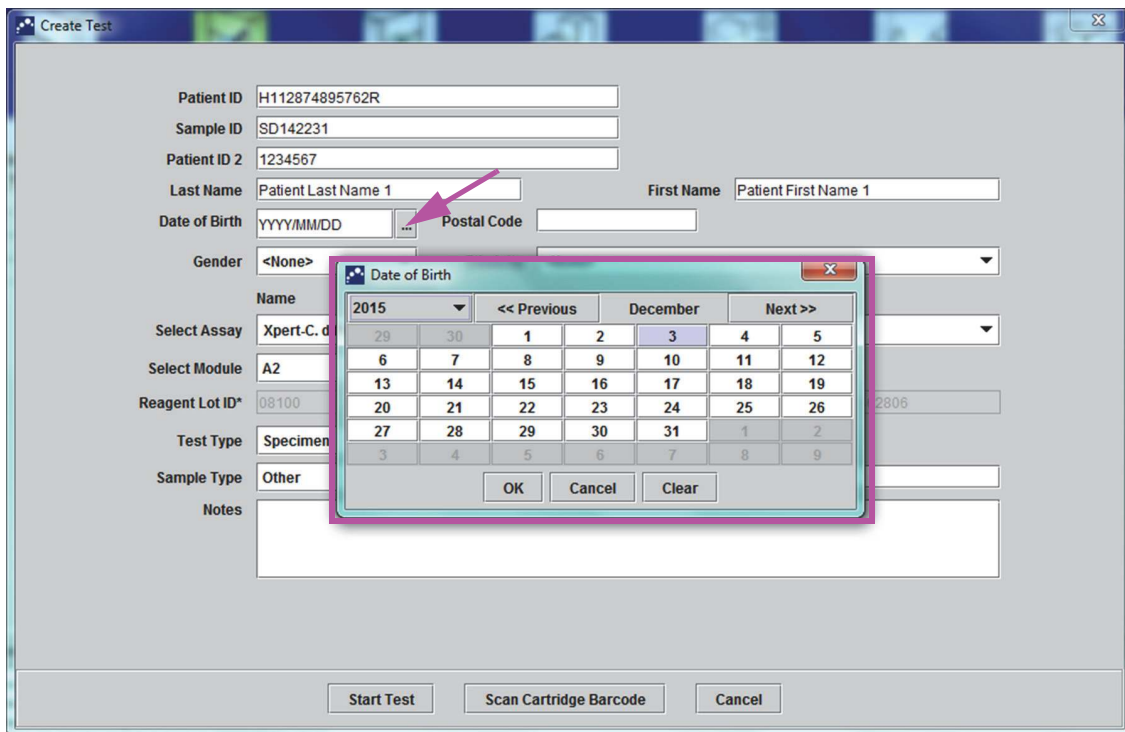 Create Test
Patient ID H112874895762R
Sample ID SD142231
Patient ID 2 1234567
Last Name Patient Last Name 1 First Name Patient First Name 1
Date of Birth YYYY/MM/DD ... Postal Code
Gender <None>
Date of Birth
2015 << Previous December Next >>
29 30 1 2 3 4 5
6 7 8 9 10 11 12
13 14 15 16 17 18 19
20 21 22 23 24 25 26
27 28 29 30 31 1 2
3 4 5 6 7 8 9
OK Cancel Clear
Name
Select Assay Xpert-C. d
Select Module A2
Reagent Lot ID* 08100 2806
Test Type Specimen
Sample Type Other
Notes
Start Test Scan Cartridge Barcode Cancel